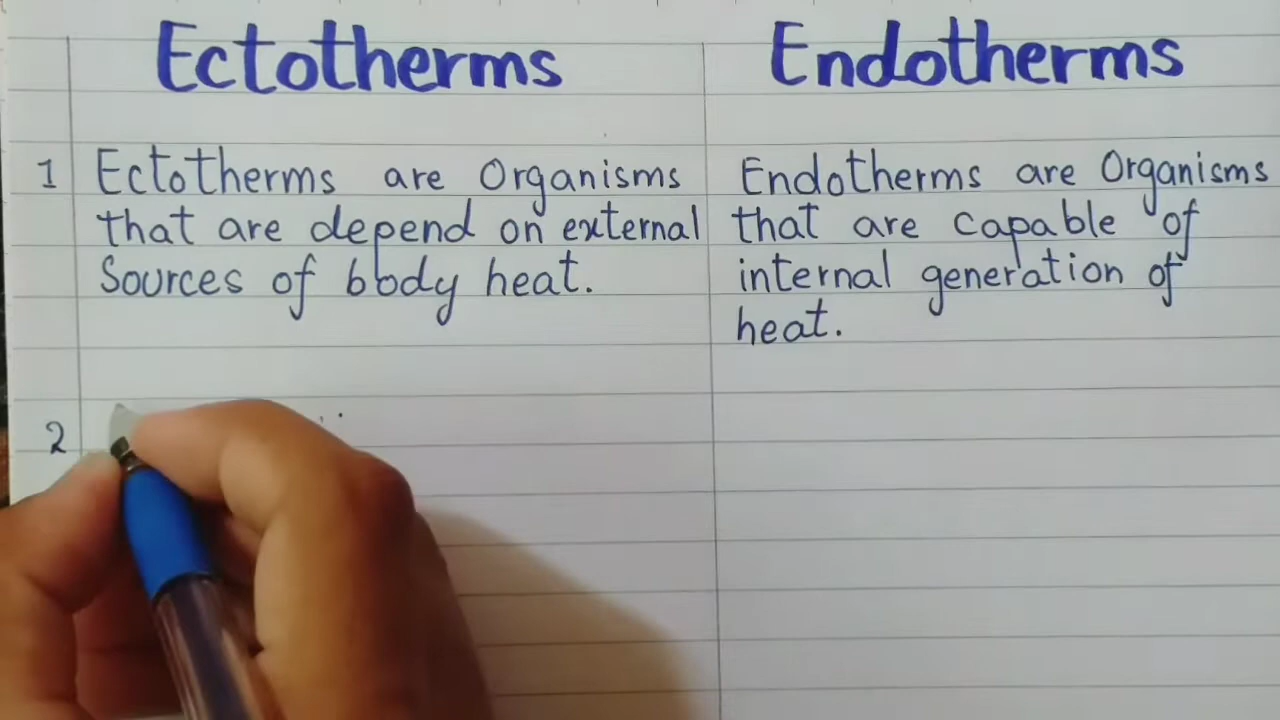 Ectotherms
Endotherms
1
Ectotherms are Organisms
that are depend on external
Sources of body heat.
Endotherms are Organisms
that are capable of
internal generation of
heat.
2